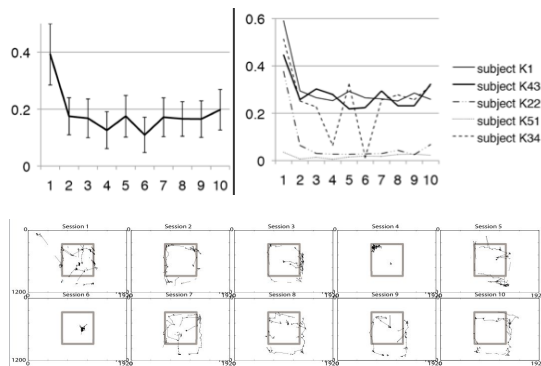 0.4
0.2
0
1 2 3 4 5 6 7 8 9 10
0.6
0.4
0.2
0
1 2 3 4 5 6 7 8 9 10
subject K1
subject K43
subject K22
subject K51
subject K34
Session 1 Session 2 Session 3 Session 4 Session 5
0
1200
Session 6 Session 7 Session 8 Session 9 Session 10
0
1200